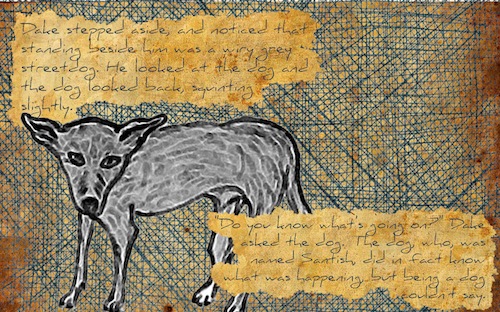 Dake stepped aside, and noticed that
standing beside him was a wiry grey
streetdog. He looked at the dog and
the dog looked back, squinting
slightly.
"Do you know what's going on?" Dake
asked the dog. The dog, who was
named Santish, did in fact know
what was happening, but being a dog
couldn't say.